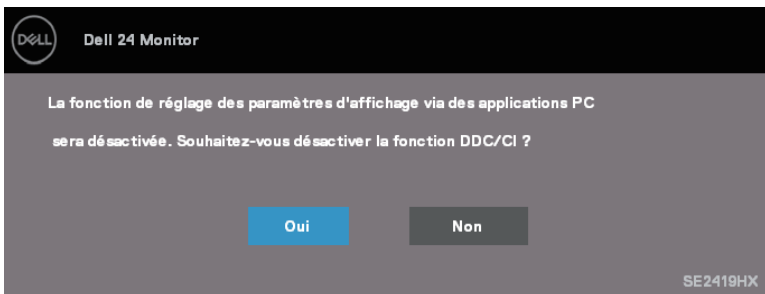 DELL
Dell 24 Monitor
La fonction de réglage des paramètres d'affichage via des applications PC
sera désactivée. Souhaitez-vous désactiver la fonction DDC/CI ?
Oui
Non
SE2419HX